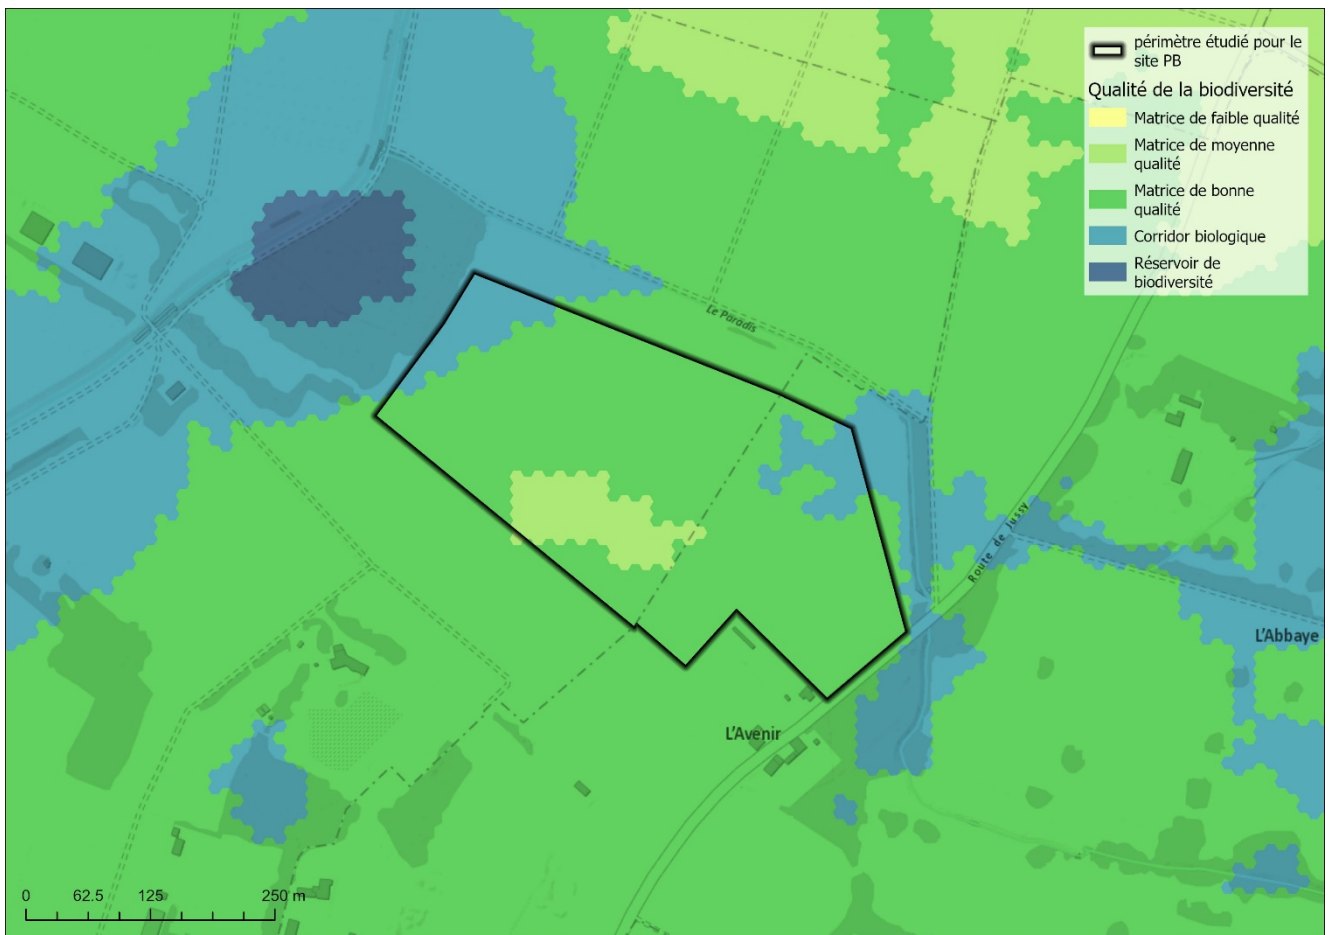 périmètre étudié pour le
site PB
Qualité de la biodiversité
Matrice de faible qualité
Matrice de moyenne
qualité
Matrice de bonne
qualité
Corridor biologique
Réservoir de
biodiversité
Le Paradis
Route de Jussy
L'Abbaye
L'Avenir
0 62.5 125 250 m